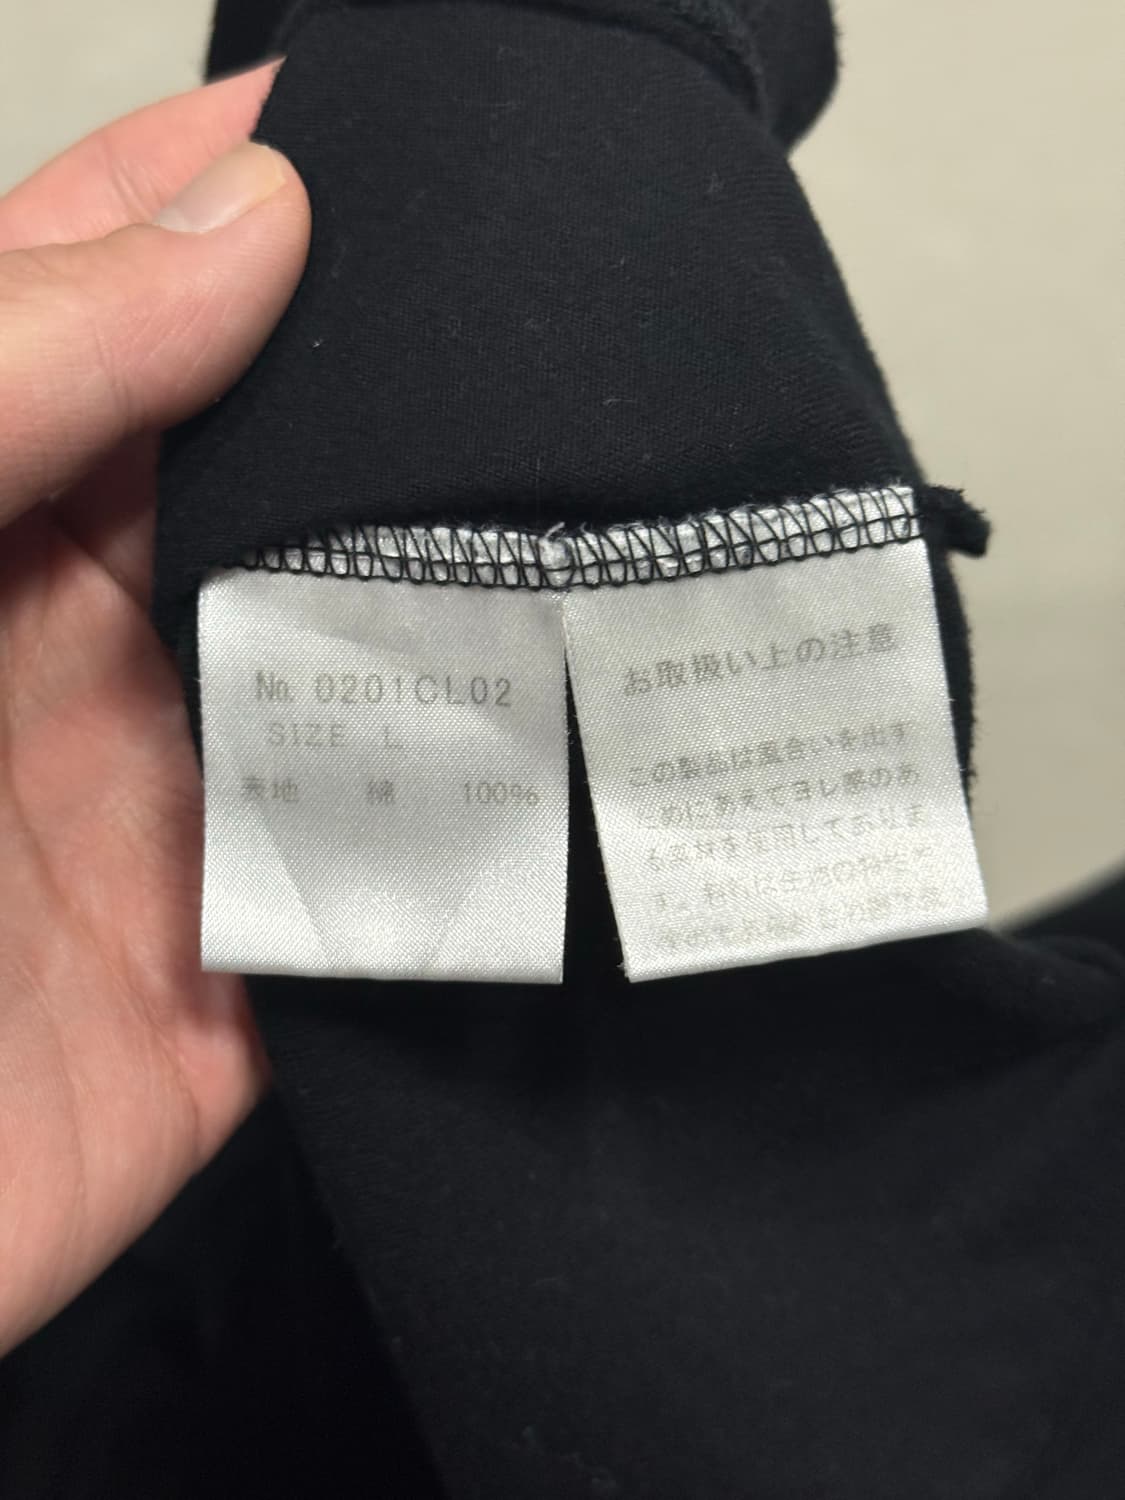 No. 0201CL02
SIZE L
表地 綿 100%
お取扱い上の注意
この製品は風合いを出す
ためにあえてヨレ感のあ
る素材を使用しておりま
す。